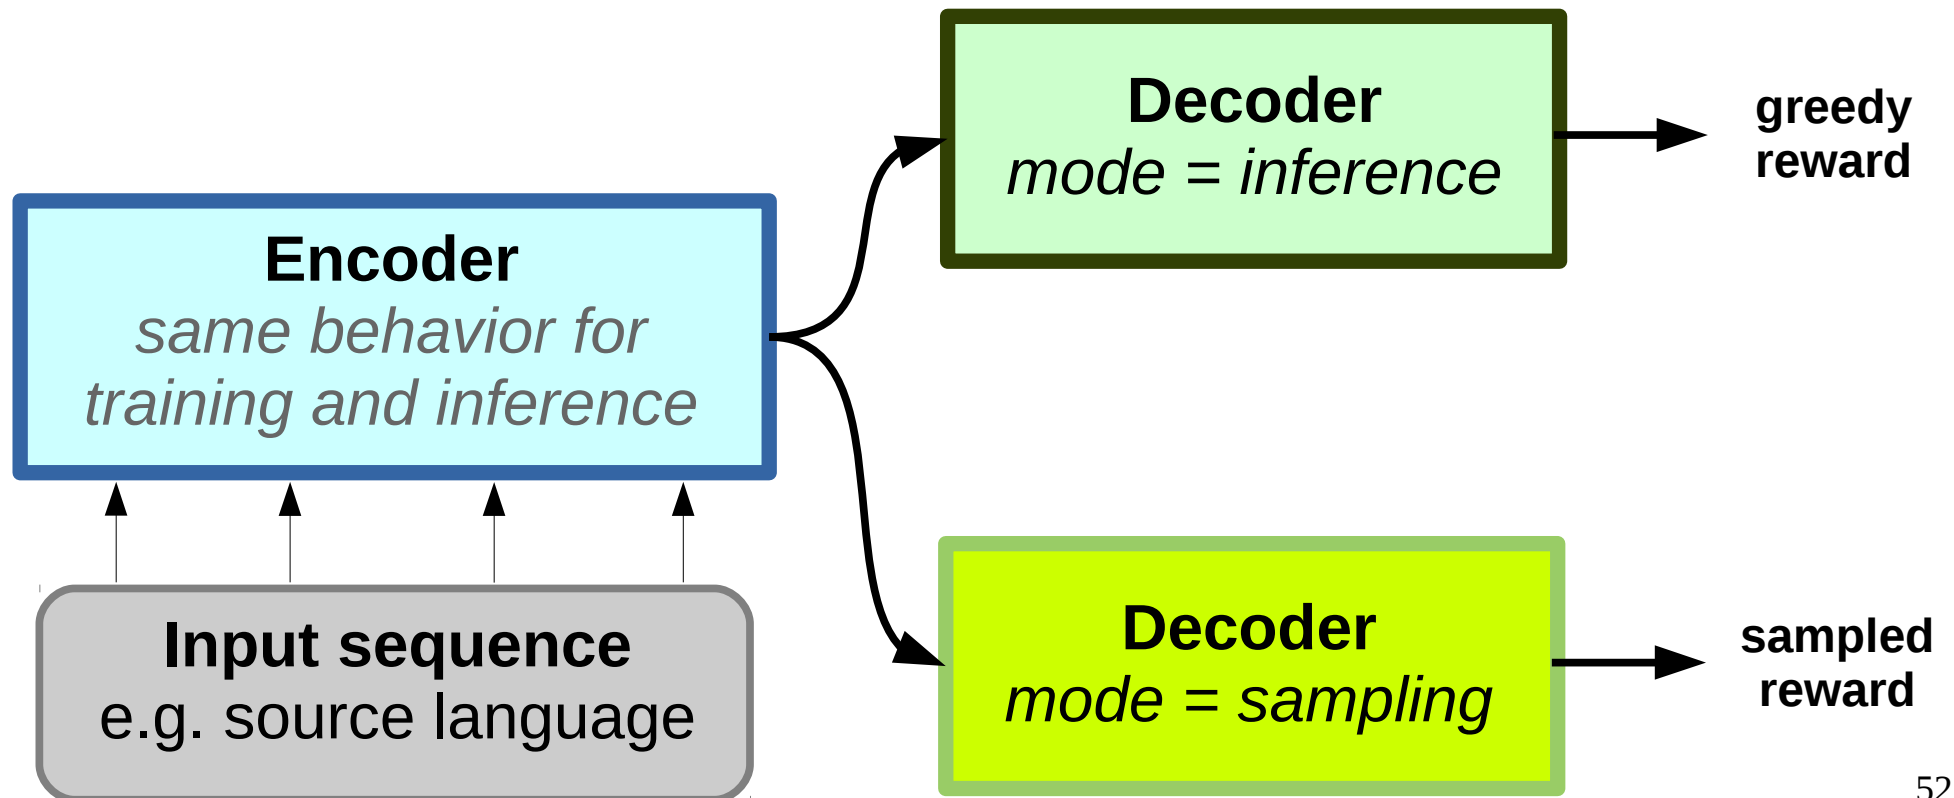 Decoder
mode = inference
greedy
reward
Encoder
same behavior for
training and inference
Input sequence
e.g. source language
Decoder
mode = sampling
sampled
reward
52